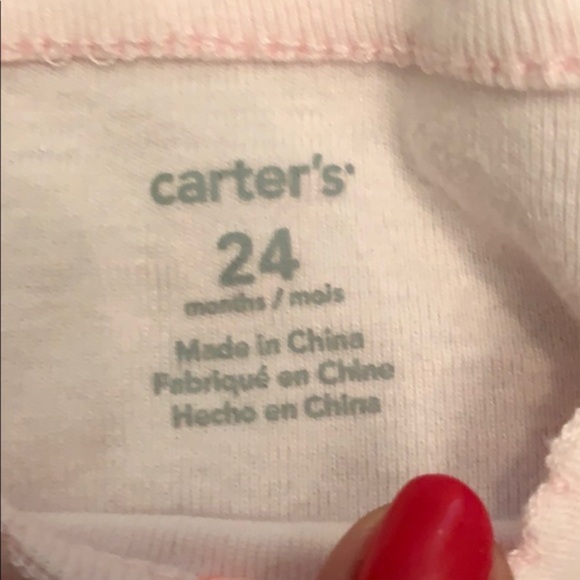 carter's
24
months / mois
Made in China
Fabriqué en Chine
Hecho en China